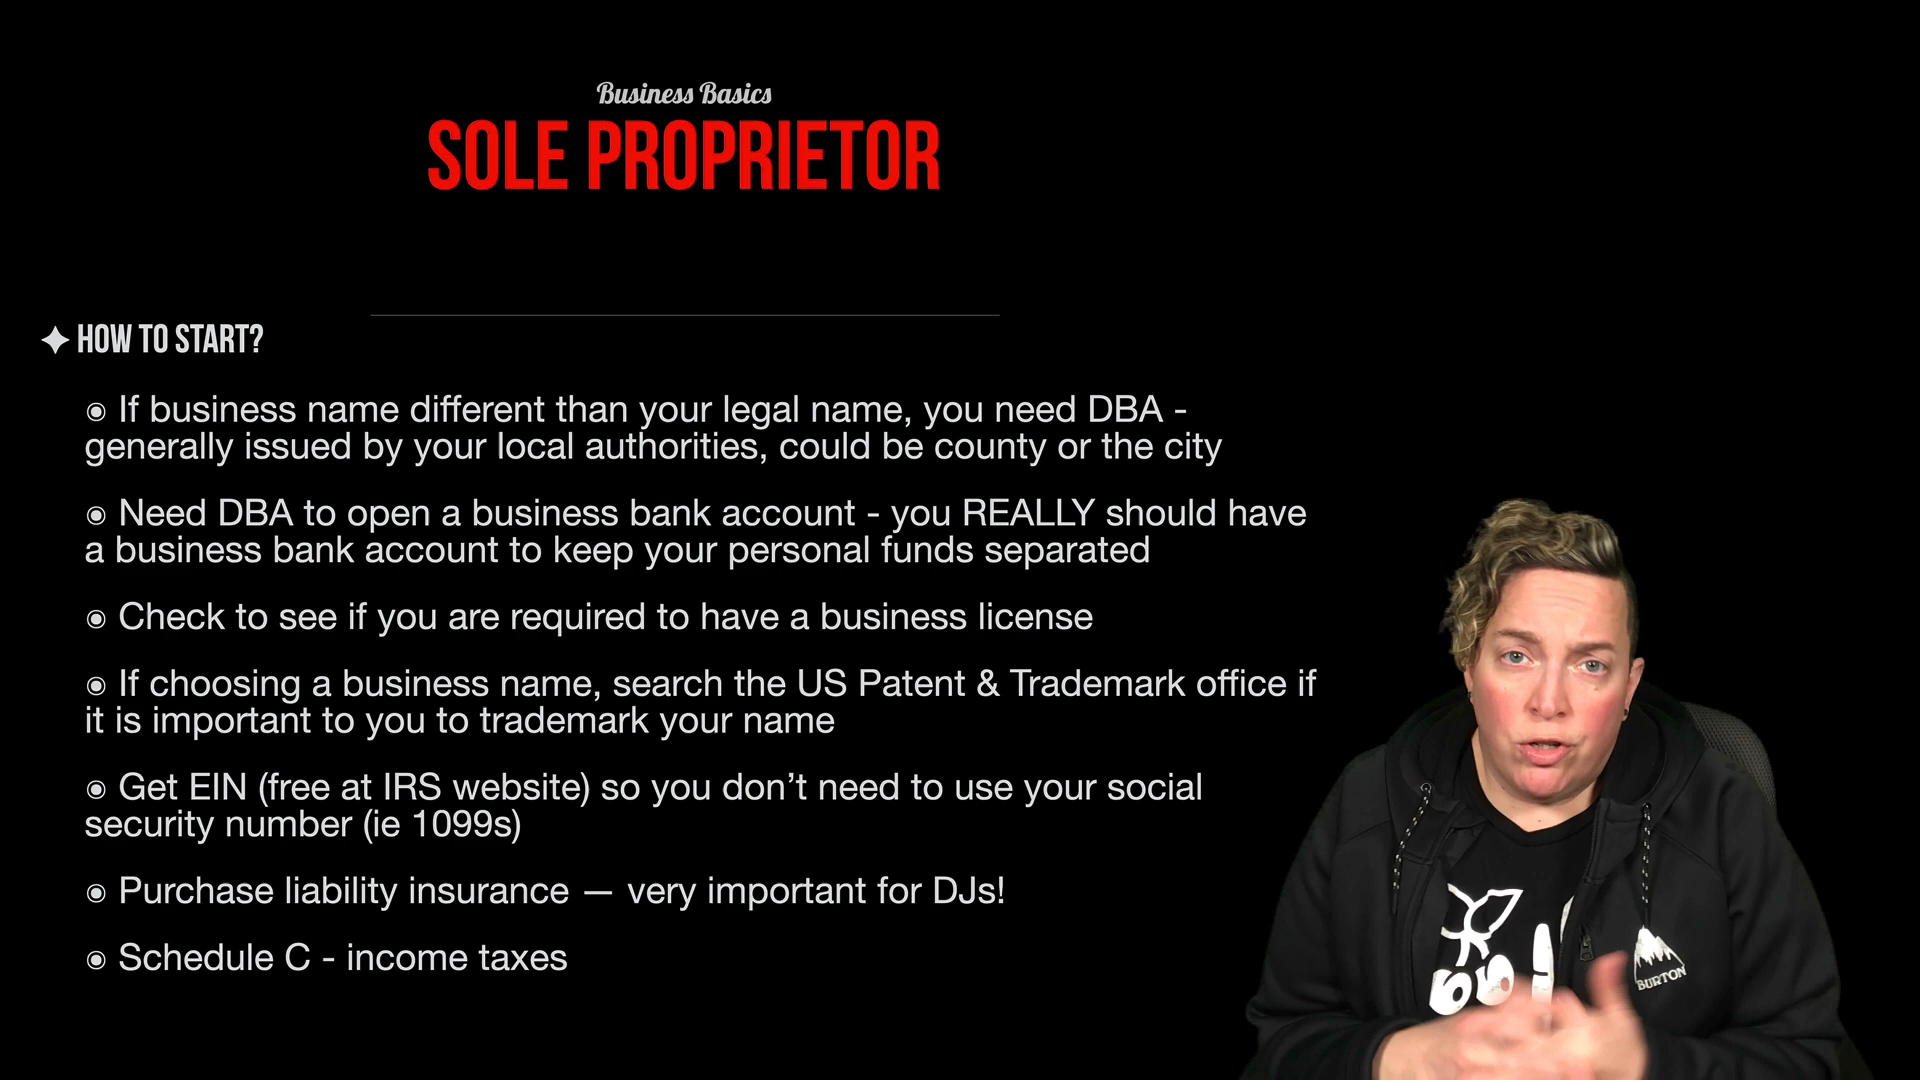 Business Basics
SOLE PROPRIETOR
✦ HOW TO START?
◉ If business name different than your legal name, you need DBA -
generally issued by your local authorities, could be county or the city
◉ Need DBA to open a business bank account - you REALLY should have
a business bank account to keep your personal funds separated
◉ Check to see if you are required to have a business license
◉ If choosing a business name, search the US Patent & Trademark office if
it is important to you to trademark your name
◉ Get EIN (free at IRS website) so you don’t need to use your social
security number (ie 1099s)
◉ Purchase liability insurance — very important for DJs!
◉ Schedule C - income taxes
BURTON